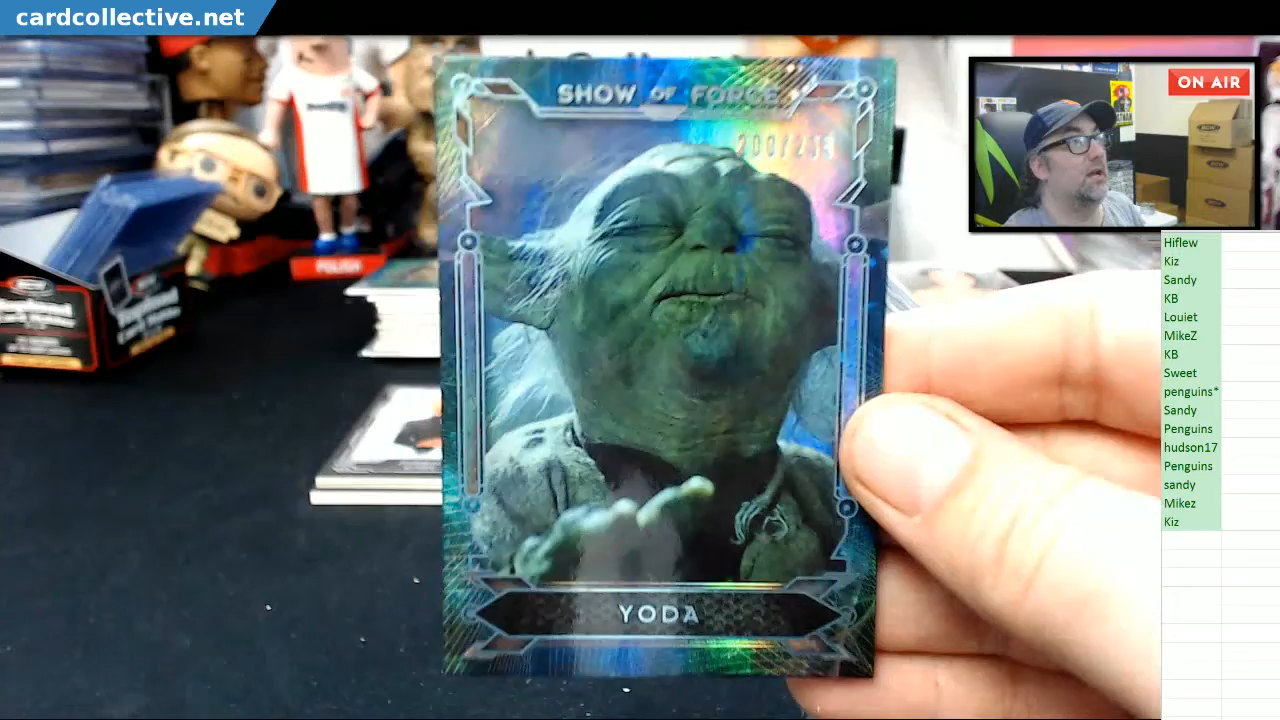 cardcollective.net
SHOW OF FORCE
YODA
ON AIR
Hiflew
Kiz
Sandy
KB
Louiet
MikeZ
KB
Sweet
penguins*
Sandy
Penguins
hudson17
Penguins
sandy
Mikez
Kiz